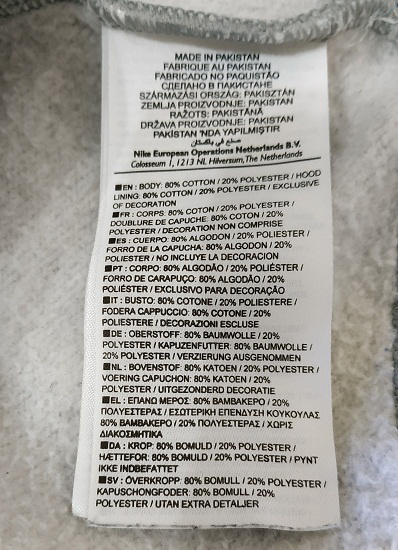 MADE IN PAKISTAN
FABRIQUE AU PAKISTAN
FABRICADO NO PAQUISTÃO
СДЕЛАНО В ПАКИСТАНЕ
SZÁRMAZÁSI ORSZÁG: PAKISZTÁN
ZEMLJA PROIZVODNJE: PAKISTAN
RAŽOTS: PAKISTĀNĀ
DRŽAVA PROIZVODNJE: PAKISTAN
PAKİSTAN 'NDA YAPILMIŞTIR
صنع في باكستان
Nike European Operations Netherlands B.V.
Colosseum 1, 1213 NL Hilversum, The Netherlands
■EN: BODY: 80% COTTON / 20% POLYESTER / HOOD
LINING: 80% COTTON / 20% POLYESTER / EXCLUSIVE
OF DECORATION
■FR: CORPS: 80% COTON / 20% POLYESTER /
DOUBLURE DE CAPUCHE: 80% COTON / 20%
POLYESTER / DECORATION NON COMPRISE
■ES: CUERPO: 80% ALGODON / 20% POLIESTER /
FORRO DE LA CAPUCHA: 80% ALGODON / 20%
POLIESTER / NO INCLUYE LA DECORACION
■PT: CORPO: 80% ALGODÃO / 20% POLIÉSTER /
FORRO DE CARAPUÇO: 80% ALGODÃO / 20%
POLIÉSTER / EXCLUSIVO PARA DECORAÇÃO
■IT: BUSTO: 80% COTONE / 20% POLIESTERE /
FODERA CAPPUCCIO: 80% COTONE / 20%
POLIESTERE / DECORAZIONI ESCLUSE
■DE: OBERSTOFF: 80% BAUMWOLLE / 20%
POLYESTER / KAPUZENFUTTER: 80% BAUMWOLLE /
20% POLYESTER / VERZIERUNG AUSGENOMMEN
■NL: BOVENSTOF: 80% KATOEN / 20% POLYESTER /
VOERING CAPUCHON: 80% KATOEN / 20%
POLYESTER / UITGEZONDERD DECORATIE
■EL: ΕΠΑΝΩ ΜΕΡΟΣ: 80% ΒΑΜΒΑΚΕΡΟ / 20%
ΠΟΛΥΕΣΤΕΡΑΣ / ΕΣΩΤΕΡΙΚΗ ΕΠΕΝΔΥΣΗ ΚΟΥΚΟΥΛΑΣ
80% ΒΑΜΒΑΚΕΡΟ / 20% ΠΟΛΥΕΣΤΕΡΑΣ / ΧΩΡΙΣ
ΔΙΑΚΟΣΜΗΤΙΚΑ
■DA: KROP: 80% BOMULD / 20% POLYESTER /
HÆTTEFOR: 80% BOMULD / 20% POLYESTER / PYNT
IKKE INDBEFATTET
■SV: ÖVERKROPP: 80% BOMULL / 20% POLYESTER /
KAPUSCHONGFODER: 80% BOMULL / 20%
POLYESTER / UTAN EXTRA DETALJER